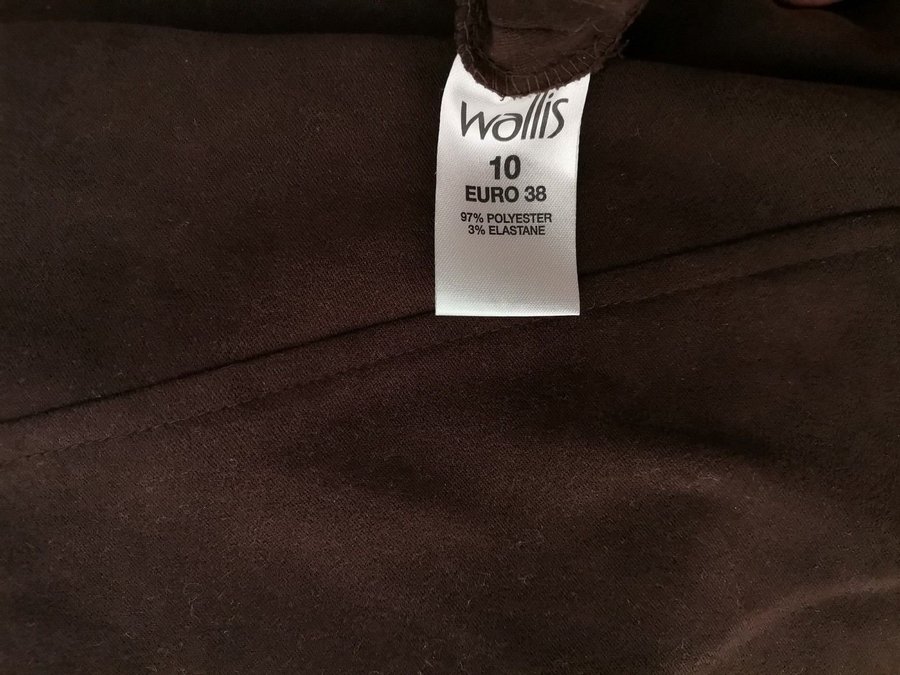 wallis
10
EURO 38
97% POLYESTER
3% ELASTANE